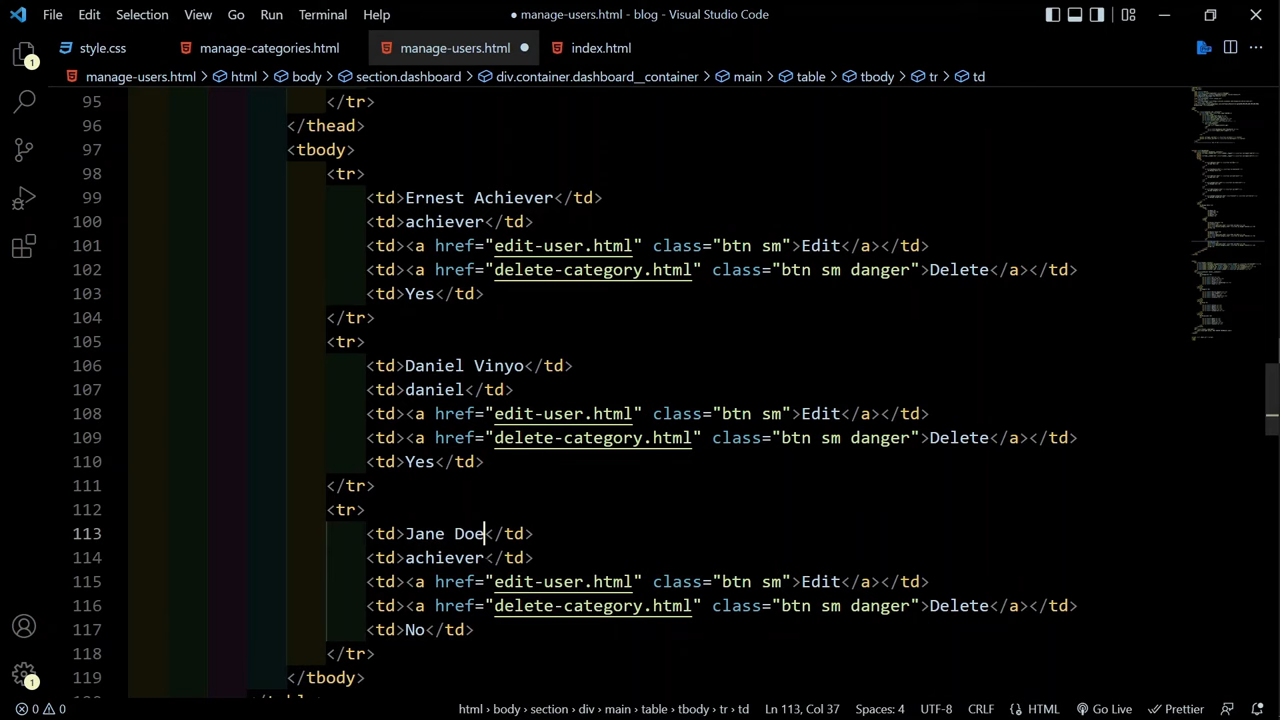 File Edit Selection View Go Run Terminal Help ● manage-users.html - blog - Visual Studio Code
style.css manage-categories.html manage-users.html ● index.html
manage-users.html > html > body > section.dashboard > div.container.dashboard__container > main > table > tbody > tr > td
95 </tr>
96 </thead>
97 <tbody>
98 <tr>
99 <td>Ernest Achiever</td>
100 <td>achiever</td>
101 <td><a href="edit-user.html" class="btn sm">Edit</a></td>
102 <td><a href="delete-category.html" class="btn sm danger">Delete</a></td>
103 <td>Yes</td>
104 </tr>
105 <tr>
106 <td>Daniel Vinyo</td>
107 <td>daniel</td>
108 <td><a href="edit-user.html" class="btn sm">Edit</a></td>
109 <td><a href="delete-category.html" class="btn sm danger">Delete</a></td>
110 <td>Yes</td>
111 </tr>
112 <tr>
113 <td>Jane Doe</td>
114 <td>achiever</td>
115 <td><a href="edit-user.html" class="btn sm">Edit</a></td>
116 <td><a href="delete-category.html" class="btn sm danger">Delete</a></td>
117 <td>No</td>
118 </tr>
119 </tbody>
1
1
0 0 html > body > section > div > main > table > tbody > tr > td Ln 113, Col 37 Spaces: 4 UTF-8 CRLF HTML Go Live Prettier